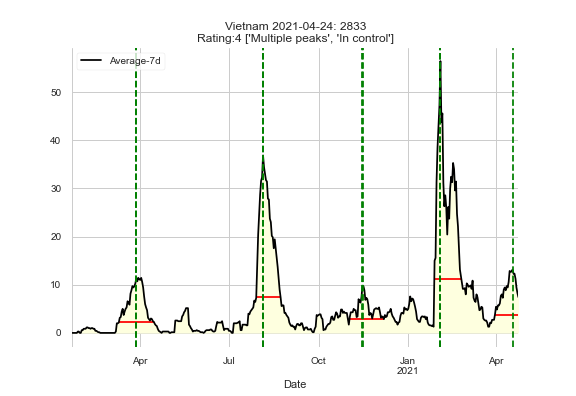 Vietnam 2021-04-24: 2833
Rating:4 ['Multiple peaks', 'In control']
Average-7d
50
40
30
20
10
0
Apr
Jul
Oct
Jan
2021
Apr
Date